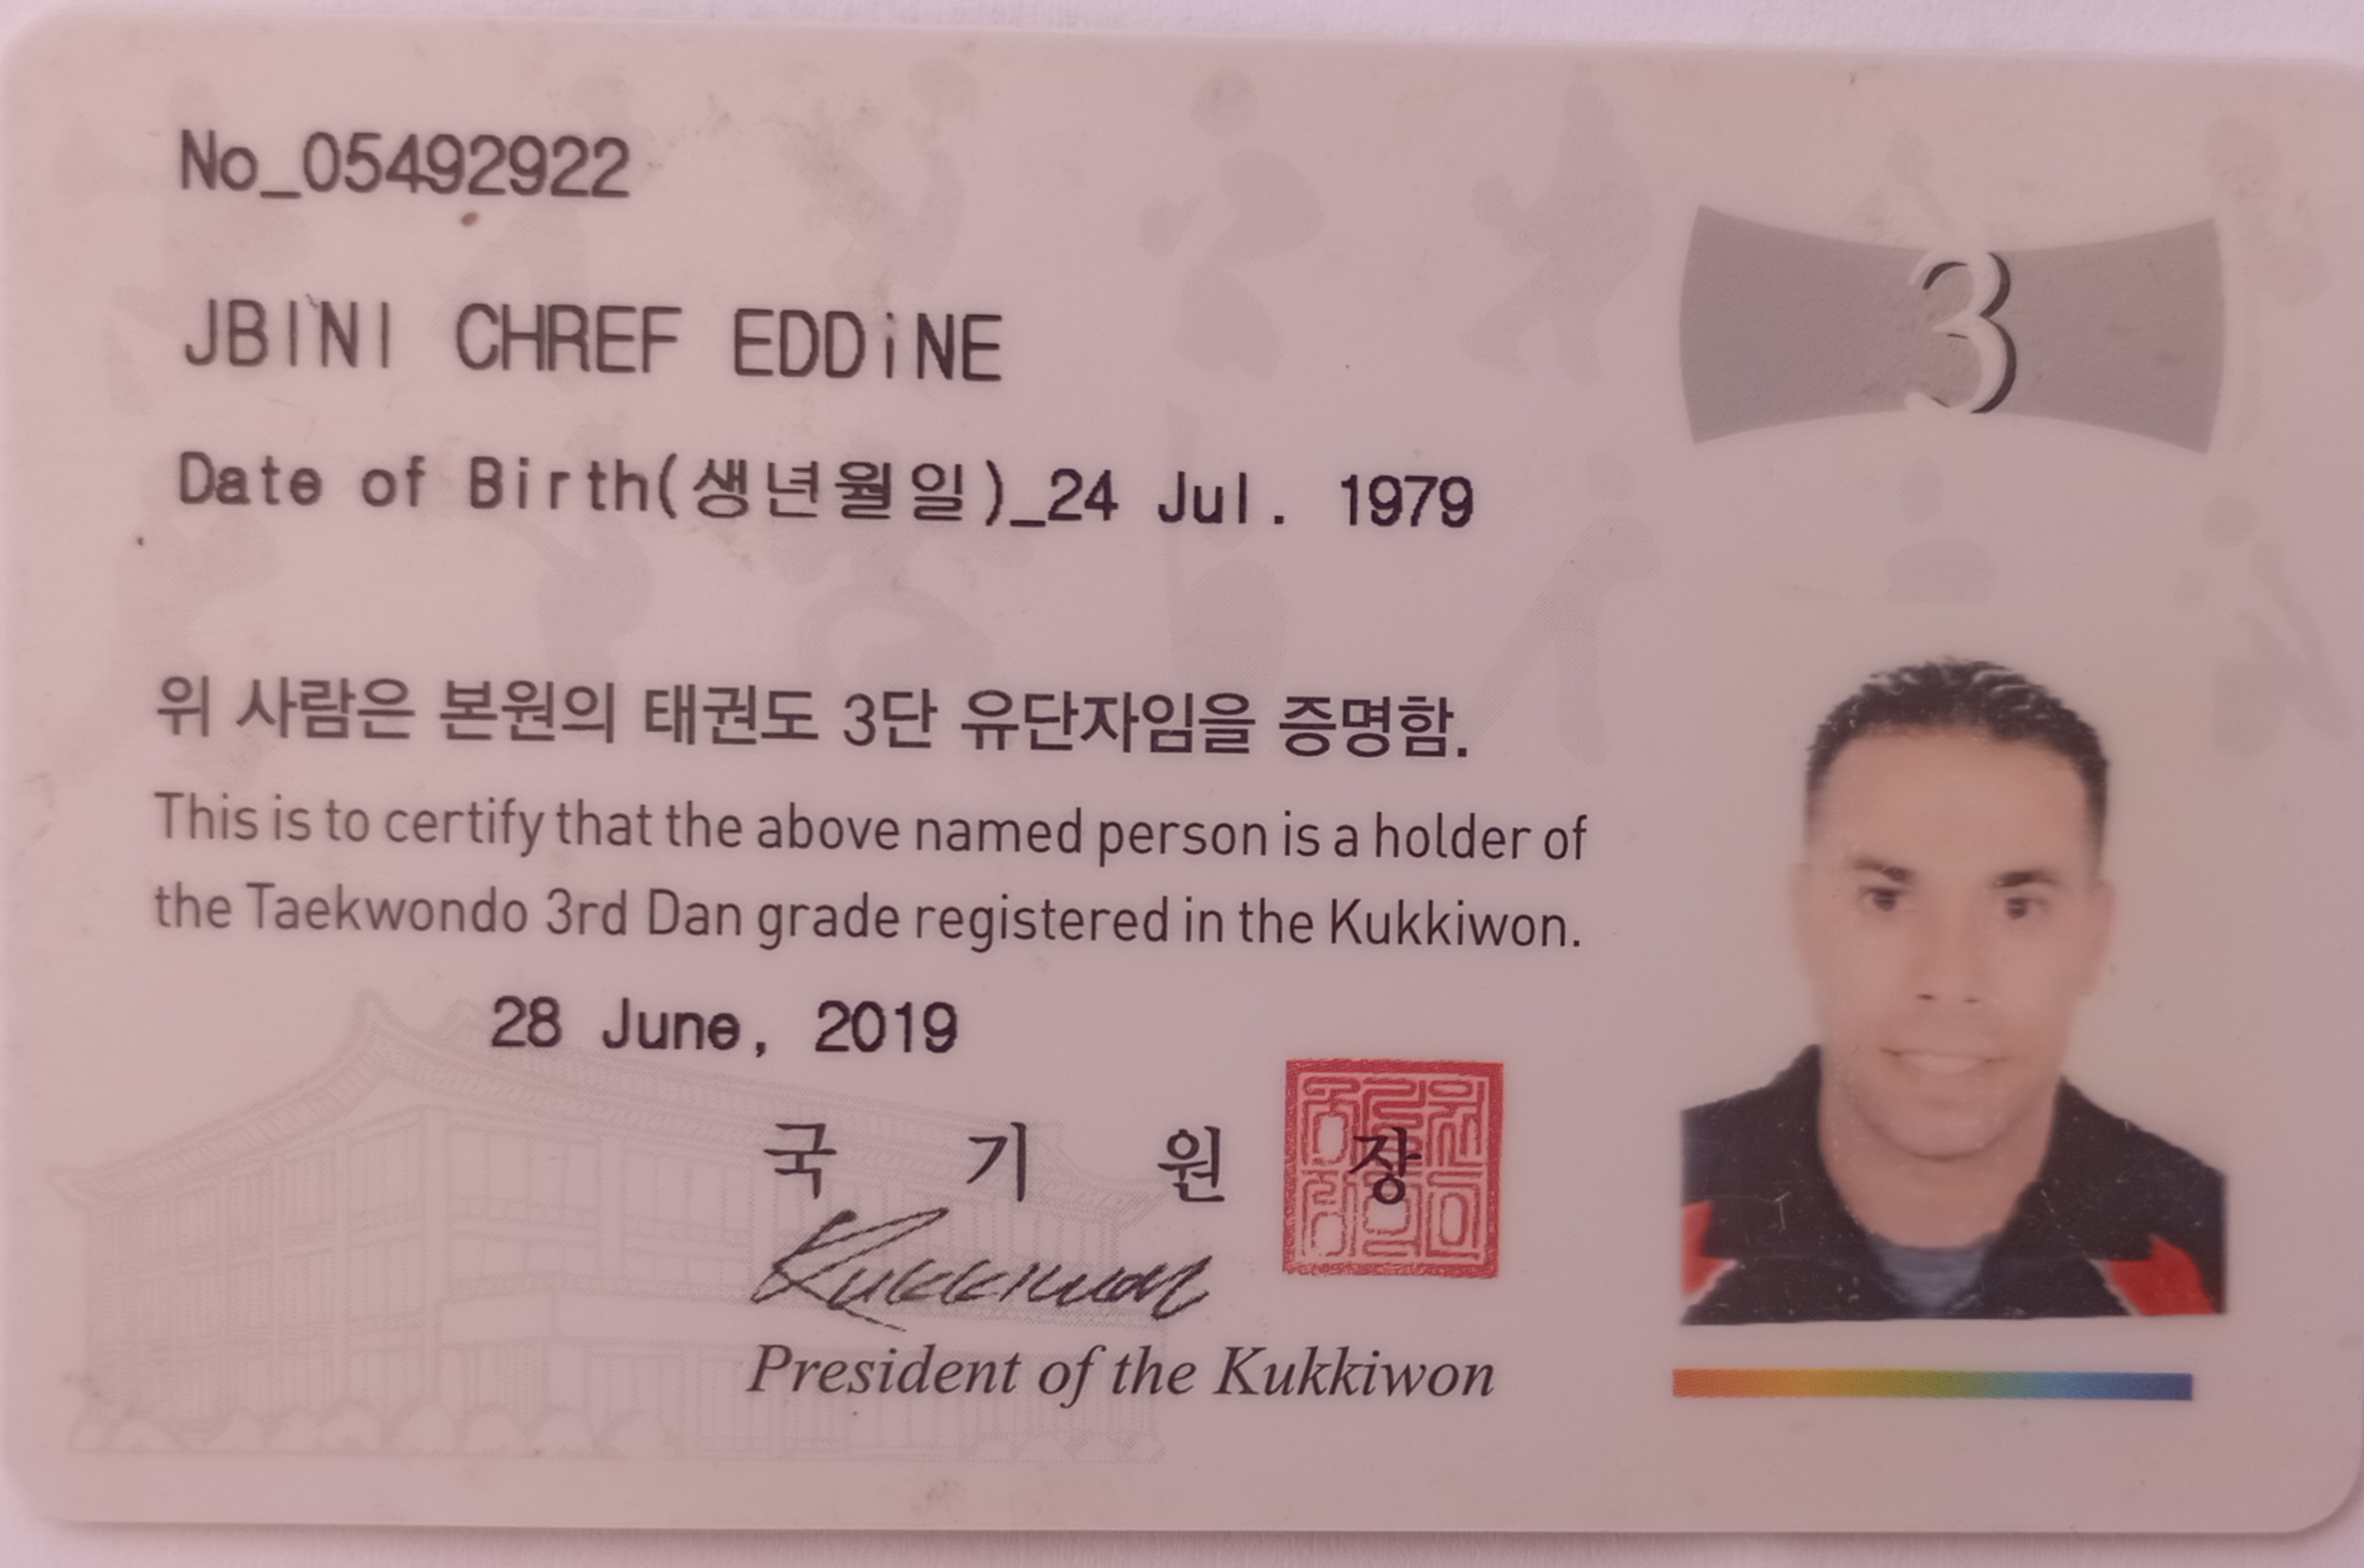 No_05492922
3
JBINI CHREF EDDiNE
Date of Birth(생년월일)_24 Jul. 1979
위 사람은 본원의 태권도 3단 유단자임을 증명함.
This is to certify that the above named person is a holder of
the Taekwondo 3rd Dan grade registered in the Kukkiwon.
28 June, 2019
국 기 원 장
Kukkiwon
President of the Kukkiwon